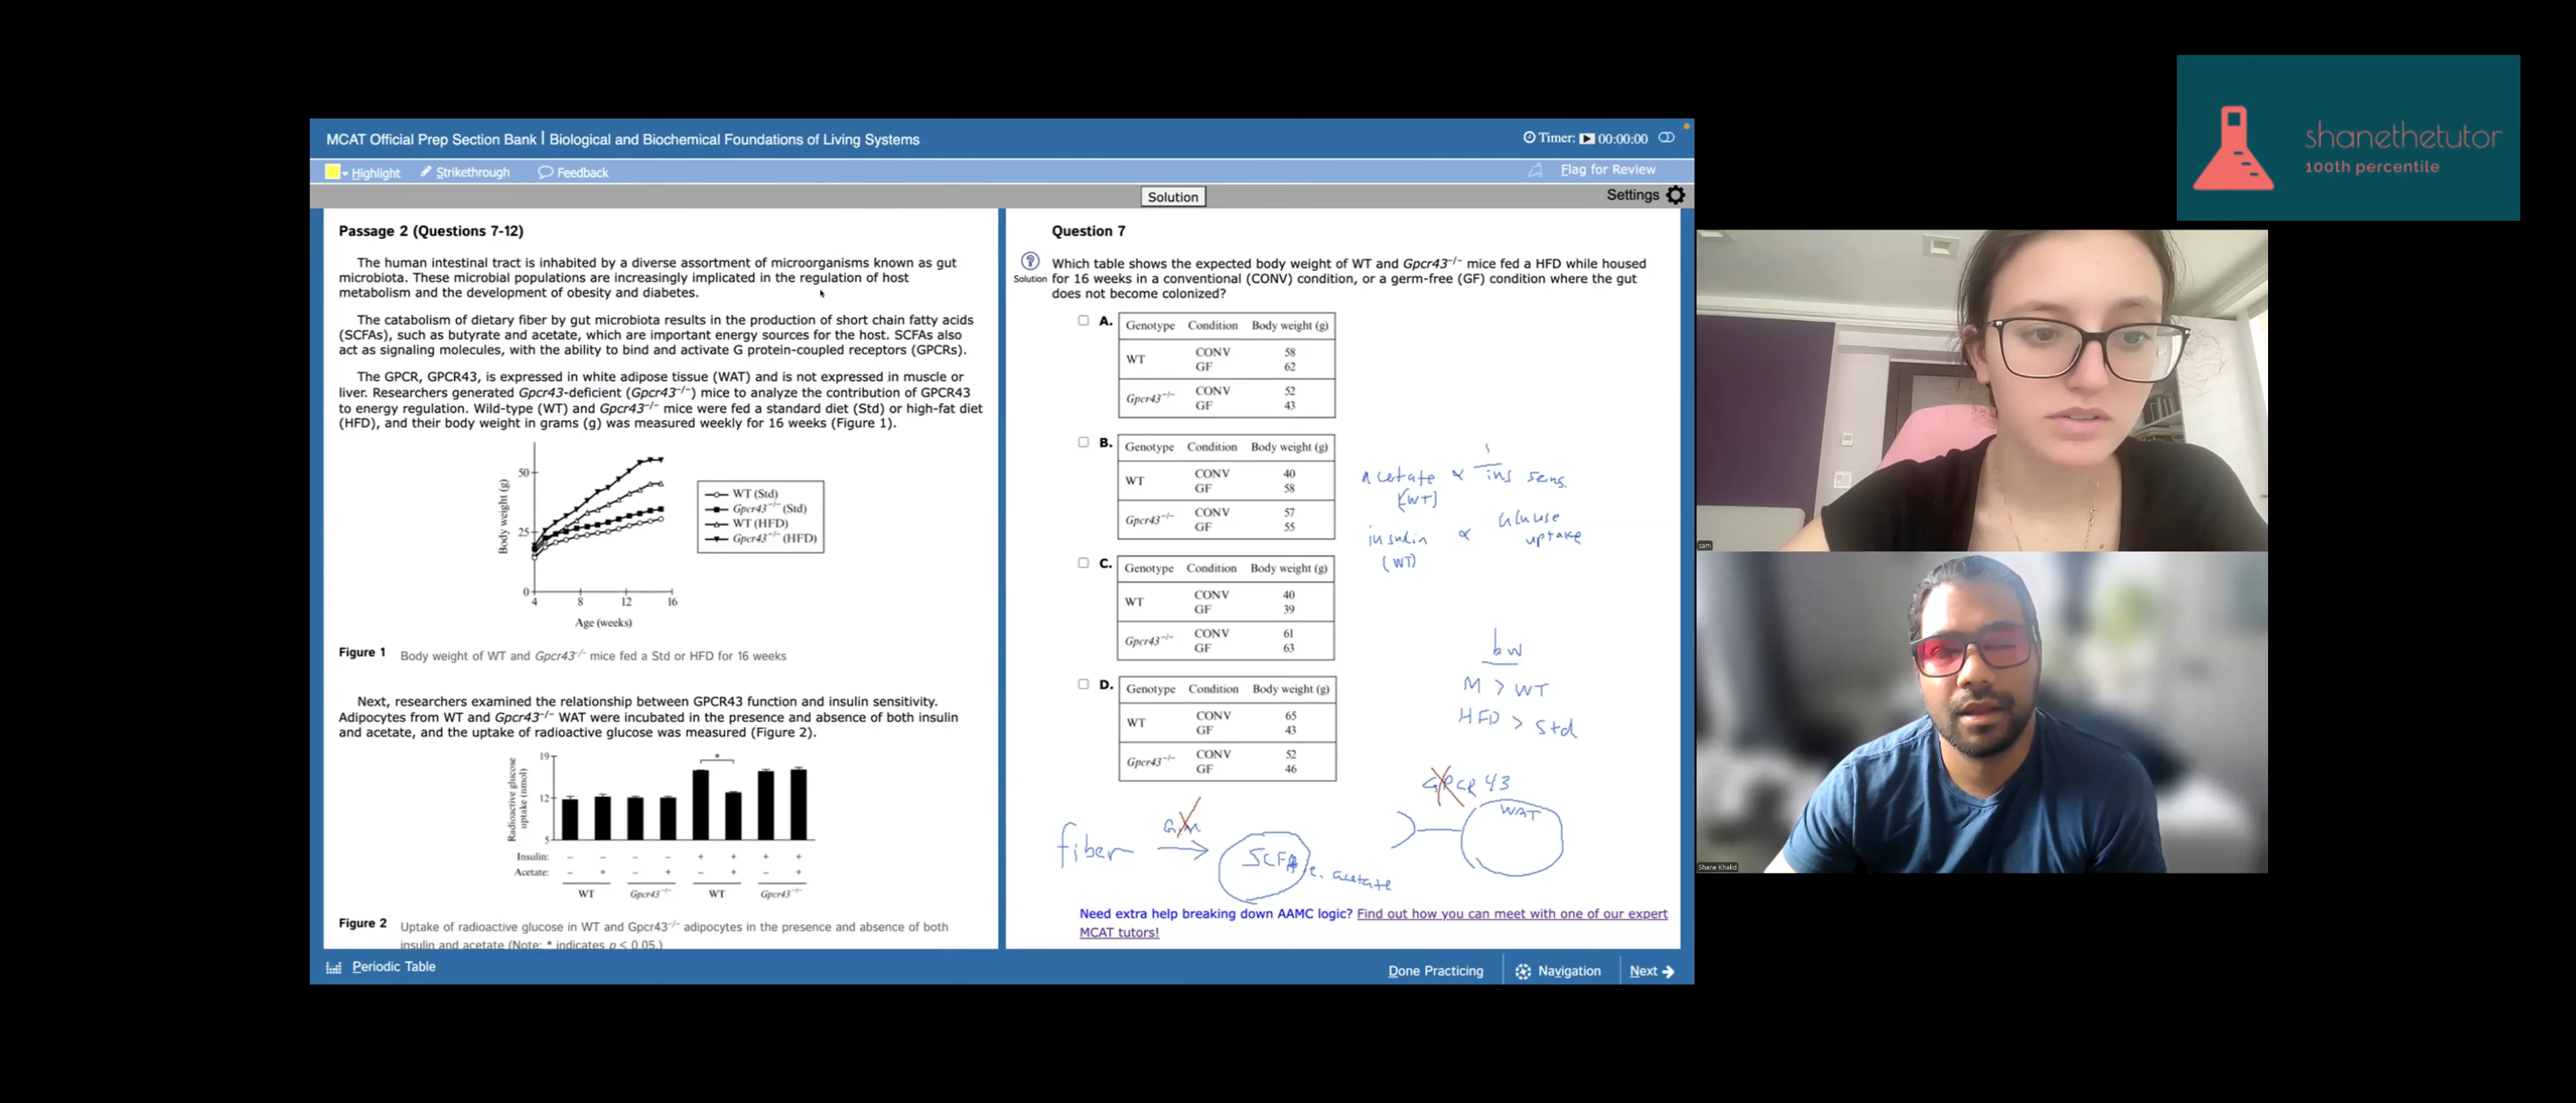 shanethetutor
100th percentile
MCAT Official Prep Section Bank | Biological and Biochemical Foundations of Living Systems
Timer: 00:00:00
Highlight
Strikethrough
Feedback
Flag for Review
Solution
Settings
Passage 2 (Questions 7-12)
The human intestinal tract is inhabited by a diverse assortment of microorganisms known as gut
microbiota. These microbial populations are increasingly implicated in the regulation of host
metabolism and the development of obesity and diabetes.
The catabolism of dietary fiber by gut microbiota results in the production of short chain fatty acids
(SCFAs), such as butyrate and acetate, which are important energy sources for the host. SCFAs also
act as signaling molecules, with the ability to bind and activate G protein-coupled receptors (GPCRs).
The GPCR, GPCR43, is expressed in white adipose tissue (WAT) and is not expressed in muscle or
liver. Researchers generated Gpcr43-deficient (Gpcr43−/−) mice to analyze the contribution of GPCR43
to energy regulation. Wild-type (WT) and Gpcr43−/− mice were fed a standard diet (Std) or high-fat diet
(HFD), and their body weight in grams (g) was measured weekly for 16 weeks (Figure 1).
Body weight (g)
50
25
0
4 8 12 16
Age (weeks)
WT (Std)
Gpcr43−/− (Std)
WT (HFD)
Gpcr43−/− (HFD)
Figure 1 Body weight of WT and Gpcr43−/− mice fed a Std or HFD for 16 weeks
Next, researchers examined the relationship between GPCR43 function and insulin sensitivity.
Adipocytes from WT and Gpcr43−/− WAT were incubated in the presence and absence of both insulin
and acetate, and the uptake of radioactive glucose was measured (Figure 2).
Radioactive glucose
uptake (nmol)
19
12
5
*
Insulin: − − − − + + + +
Acetate: − + − + − + − +
WT Gpcr43−/− WT Gpcr43−/−
Figure 2 Uptake of radioactive glucose in WT and Gpcr43−/− adipocytes in the presence and absence of both
insulin and acetate (Note: * indicates p < 0.05.)
Question 7
Solution
Which table shows the expected body weight of WT and Gpcr43−/− mice fed a HFD while housed
for 16 weeks in a conventional (CONV) condition, or a germ-free (GF) condition where the gut
does not become colonized?
A.
Genotype Condition Body weight (g)
WT
CONV 58
GF 62
Gpcr43−/−
CONV 52
GF 43
B.
Genotype Condition Body weight (g)
WT
CONV 40
GF 58
Gpcr43−/−
CONV 57
GF 55
C.
Genotype Condition Body weight (g)
WT
CONV 40
GF 39
Gpcr43−/−
CONV 61
GF 63
D.
Genotype Condition Body weight (g)
WT
CONV 65
GF 43
Gpcr43−/−
CONV 52
GF 46
acetate ∝ 1/ins sens.
[WT]
insulin ∝ glucose
uptake
(WT)
bw
M > WT
HFD > Std
GPCR 43
WAT
fiber
GM
SCFA
i.e. acetate
Need extra help breaking down AAMC logic? Find out how you can meet with one of our expert
MCAT tutors!
Periodic Table
Done Practicing
Navigation
Next
sam
Shane Khalid